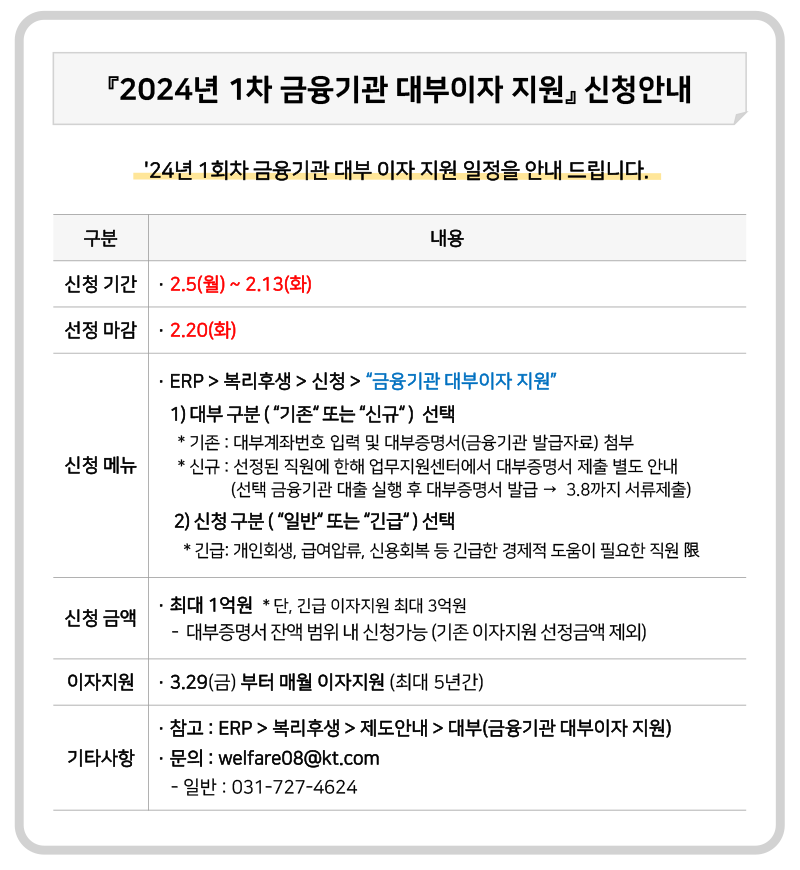 『2024년 1차 금융기관 대부이자 지원』 신청안내
'24년 1회차 금융기관 대부 이자 지원 일정을 안내 드립니다.
구분 내용
신청 기간 · 2.5(월) ~ 2.13(화)
선정 마감 · 2.20(화)
· ERP > 복리후생 > 신청 > “금융기관 대부이자 지원”
1) 대부 구분 ( “기존“ 또는 “신규“ ) 선택
* 기존 : 대부계좌번호 입력 및 대부증명서(금융기관 발급자료) 첨부
신청 메뉴 * 신규 : 선정된 직원에 한해 업무지원센터에서 대부증명서 제출 별도 안내
(선택 금융기관 대출 실행 후 대부증명서 발급 → 3.8까지 서류제출)
2) 신청 구분 ( “일반“ 또는 “긴급“ ) 선택
* 긴급: 개인회생, 급여압류, 신용회복 등 긴급한 경제적 도움이 필요한 직원 限
신청 금액 · 최대 1억원 * 단, 긴급 이자지원 최대 3억원
- 대부증명서 잔액 범위 내 신청가능 (기존 이자지원 선정금액 제외)
이자지원 · 3.29(금) 부터 매월 이자지원 (최대 5년간)
· 참고 : ERP > 복리후생 > 제도안내 > 대부(금융기관 대부이자 지원)
기타사항 · 문의 : welfare08@kt.com
- 일반 : 031-727-4624